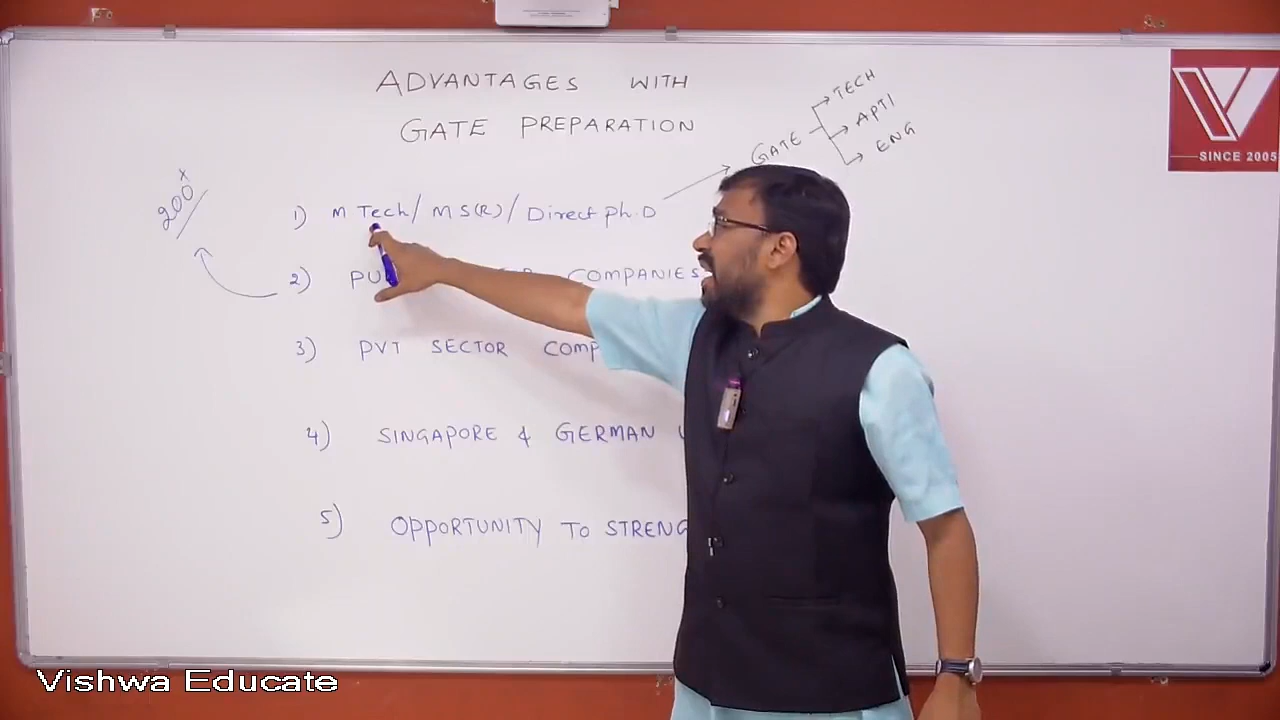 ADVANTAGES WITH
GATE PREPARATION
GATE
TECH
APTI
ENG
SINCE 2005
200
x
1) M Tech/ M S(R)/ Direct Ph.D
2) PU COMPANIES
3) PVT SECTOR COMP
4) SINGAPORE & GERMAN U
5) OPPORTUNITY TO STRENG
Vishwa Educate